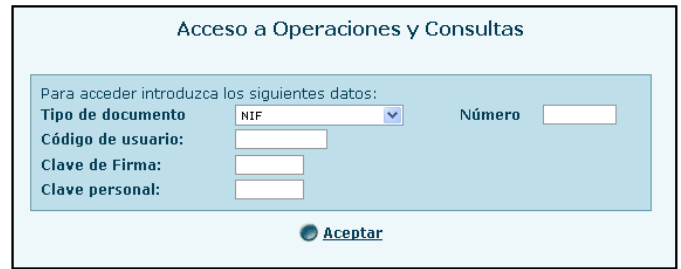 Acceso a Operaciones y Consultas
Para acceder introduzca los siguientes datos:
Tipo de documento NIF Número
Código de usuario:
Clave de Firma:
Clave personal:
Aceptar